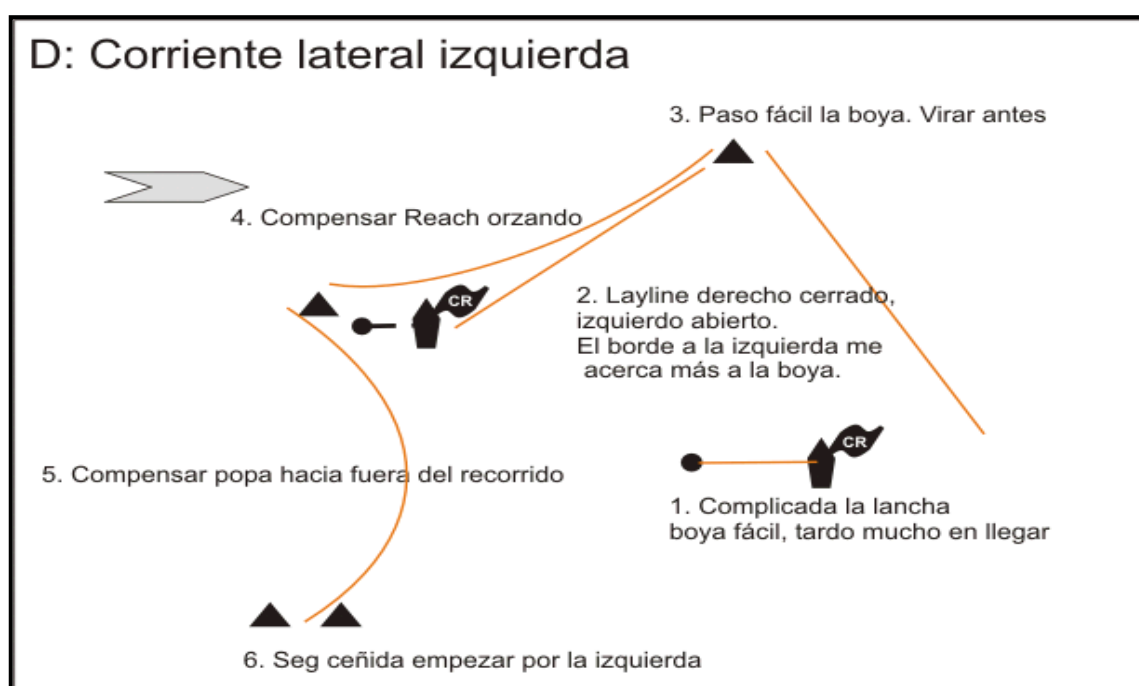 D: Corriente lateral izquierda
3. Paso fácil la boya. Virar antes
4. Compensar Reach orzando
CR
2. Layline derecho cerrado,
izquierdo abierto.
El borde a la izquierda me
acerca más a la boya.
CR
5. Compensar popa hacia fuera del recorrido
1. Complicada la lancha
boya fácil, tardo mucho en llegar
6. Seg ceñida empezar por la izquierda